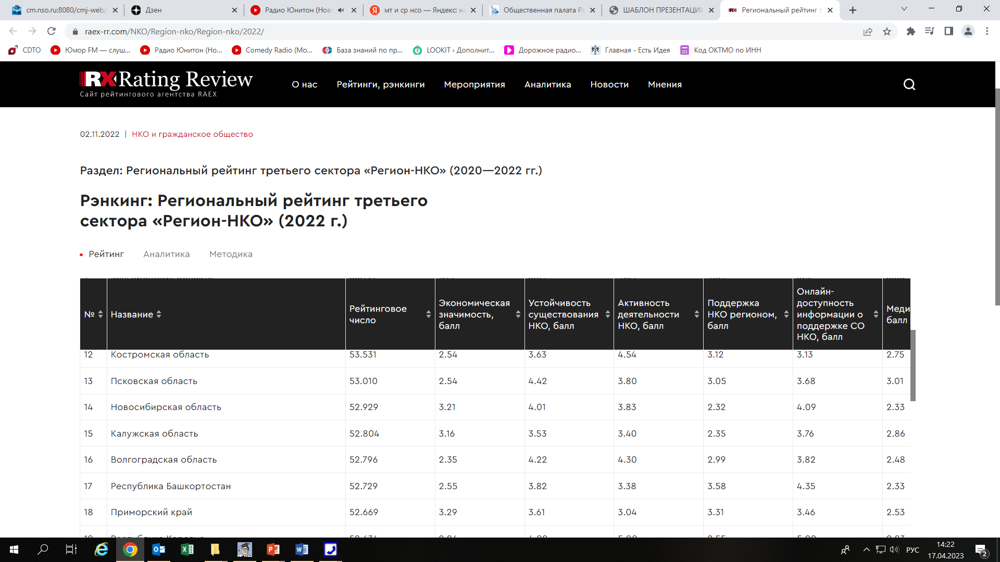 cm.nso.ru:8080/cmj-web/
Дзен
Радио Юнитон (Нов
мт и ср нсо — Яндекс: на
Общественная палата Ро
ШАБЛОН ПРЕЗЕНТАЦИИ
Региональный рейтинг т
raex-rr.com/NKO/Region-nko/Region-nko/2022/
CDTO
Юмор FM — слуш...
Радио Юнитон (Но...
Comedy Radio (Mo...
База знаний по пр...
LOOKIT › Дополнит...
Дорожное радио...
Главная - Есть Идея
Код ОКТМО по ИНН
RX Rating Review
Сайт рейтингового агентства RAEX
О нас Рейтинги, рэнкинги Мероприятия Аналитика Новости Мнения
02.11.2022 | НКО и гражданское общество
Раздел: Региональный рейтинг третьего сектора «Регион-НКО» (2020—2022 гг.)
Рэнкинг: Региональный рейтинг третьего
сектора «Регион-НКО» (2022 г.)
Рейтинг Аналитика Методика
№
Название
Рейтинговое
число
Экономическая
значимость,
балл
Устойчивость
существования
НКО, балл
Активность
деятельности
НКО, балл
Поддержка
НКО регионом,
балл
Онлайн-
доступность
информации о
поддержке СО
НКО, балл
Меди
балл
12 Костромская область 53.531 2.54 3.63 4.54 3.12 3.13 2.75
13 Псковская область 53.010 2.54 4.42 3.80 3.05 3.68 3.01
14 Новосибирская область 52.929 3.21 4.01 3.83 2.32 4.09 2.33
15 Калужская область 52.804 3.16 3.53 3.40 2.35 3.76 2.86
16 Волгоградская область 52.796 2.35 4.22 4.30 2.99 3.82 2.48
17 Республика Башкортостан 52.729 2.55 3.82 3.38 3.58 4.35 2.33
18 Приморский край 52.669 3.29 3.61 3.04 3.31 3.46 2.53
РУС
14:22
17.04.2023
2